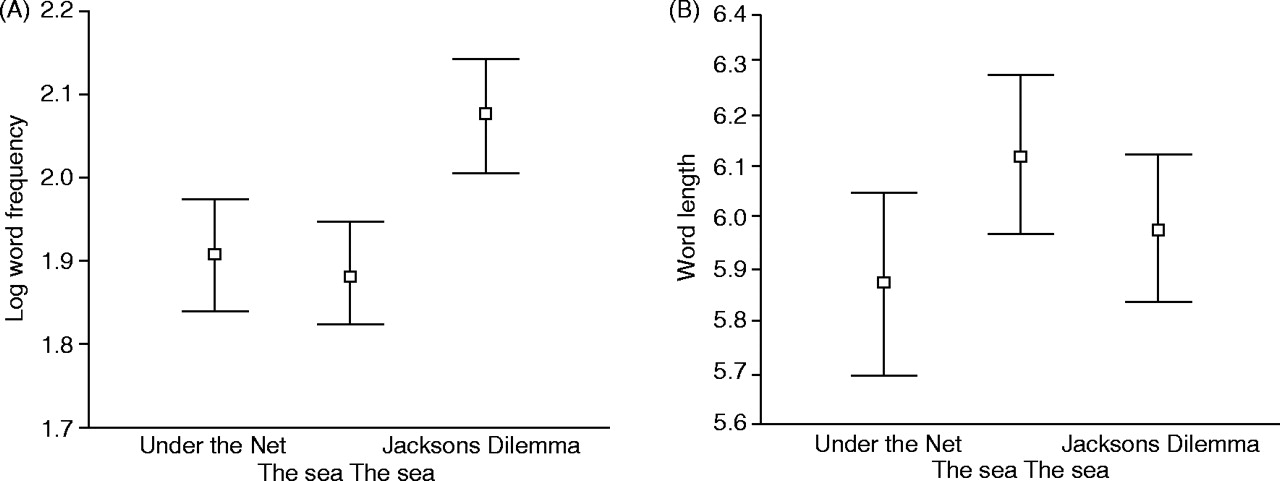 (A)
Log word frequency
2.2
2.1
2.0
1.9
1.8
1.7
Under the Net
Jacksons Dilemma
The sea The sea
(B)
Word length
6.4
6.3
6.2
6.1
6.0
5.9
5.8
5.7
5.6
Under the Net
Jacksons Dilemma
The sea The sea